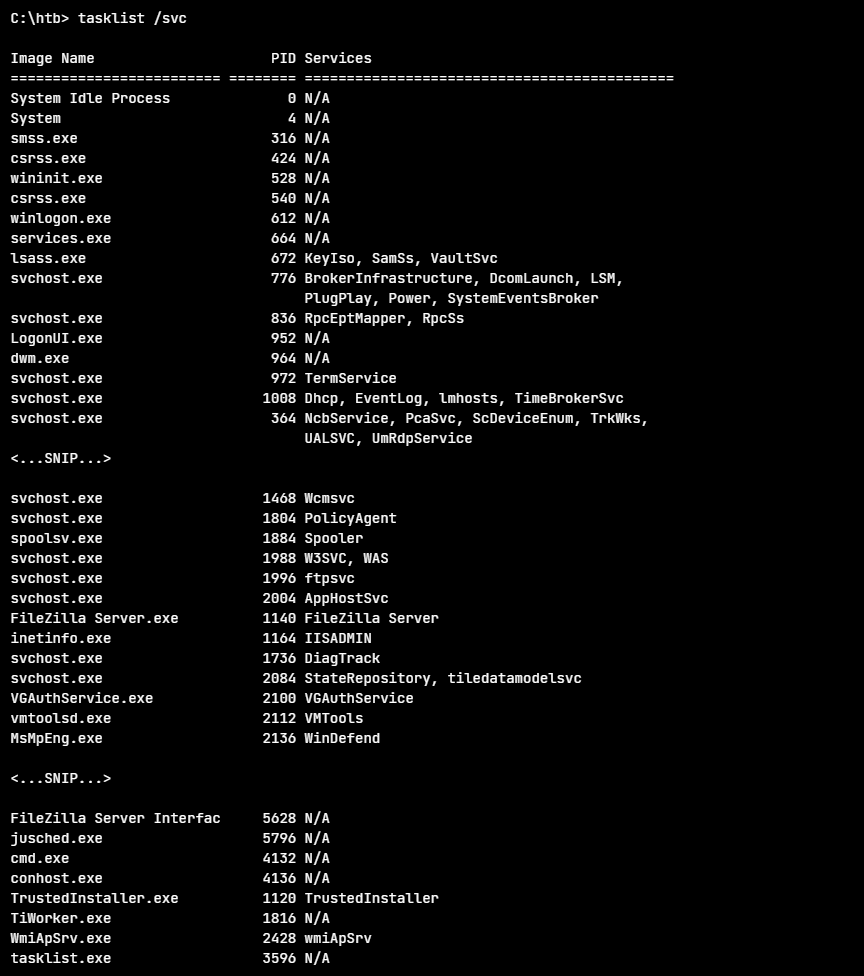 C:\htb> tasklist /svc

Image Name                     PID Services
========================= ======== ============================================
System Idle Process              0 N/A
System                           4 N/A
smss.exe                       316 N/A
csrss.exe                      424 N/A
wininit.exe                    528 N/A
csrss.exe                      540 N/A
winlogon.exe                   612 N/A
services.exe                   664 N/A
lsass.exe                      672 KeyIso, SamSs, VaultSvc
svchost.exe                    776 BrokerInfrastructure, DcomLaunch, LSM,
                                   PlugPlay, Power, SystemEventsBroker
svchost.exe                    836 RpcEptMapper, RpcSs
LogonUI.exe                    952 N/A
dwm.exe                        964 N/A
svchost.exe                    972 TermService
svchost.exe                   1008 Dhcp, EventLog, lmhosts, TimeBrokerSvc
svchost.exe                    364 NcbService, PcaSvc, ScDeviceEnum, TrkWks,
                                   UALSVC, UmRdpService
<...SNIP...>

svchost.exe                   1468 Wcmsvc
svchost.exe                   1804 PolicyAgent
spoolsv.exe                   1884 Spooler
svchost.exe                   1988 W3SVC, WAS
svchost.exe                   1996 ftpsvc
svchost.exe                   2004 AppHostSvc
FileZilla Server.exe          1140 FileZilla Server
inetinfo.exe                  1164 IISADMIN
svchost.exe                   1736 DiagTrack
svchost.exe                   2084 StateRepository, tiledatamodelsvc
VGAuthService.exe             2100 VGAuthService
vmtoolsd.exe                  2112 VMTools
MsMpEng.exe                   2136 WinDefend

<...SNIP...>

FileZilla Server Interfac     5628 N/A
jusched.exe                   5796 N/A
cmd.exe                       4132 N/A
conhost.exe                   4136 N/A
TrustedInstaller.exe          1120 TrustedInstaller
TiWorker.exe                  1816 N/A
WmiApSrv.exe                  2428 wmiApSrv
tasklist.exe                  3596 N/A